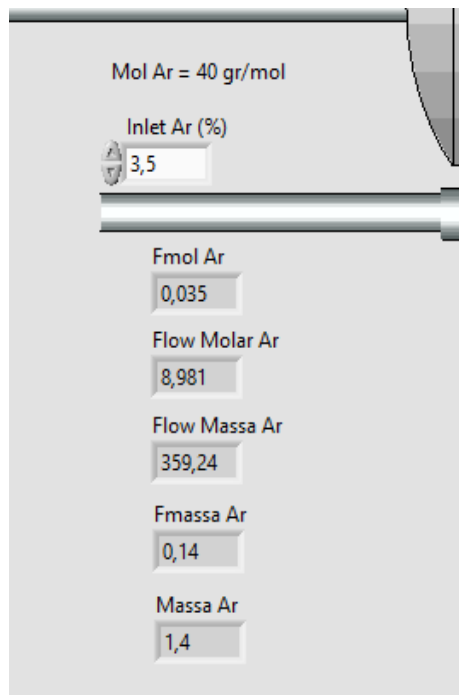 Mol Ar = 40 gr/mol
Inlet Ar (%)
3,5
Fmol Ar
0,035
Flow Molar Ar
8,981
Flow Massa Ar
359,24
Fmassa Ar
0,14
Massa Ar
1,4